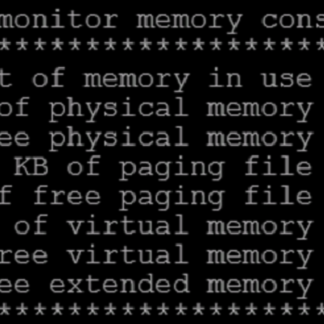 monitor memory cons
********************
t of memory in use
of physical memory
ee physical memory
KB of paging file
f free paging file
of virtual memory
ree virtual memory
ee extended memory
********************